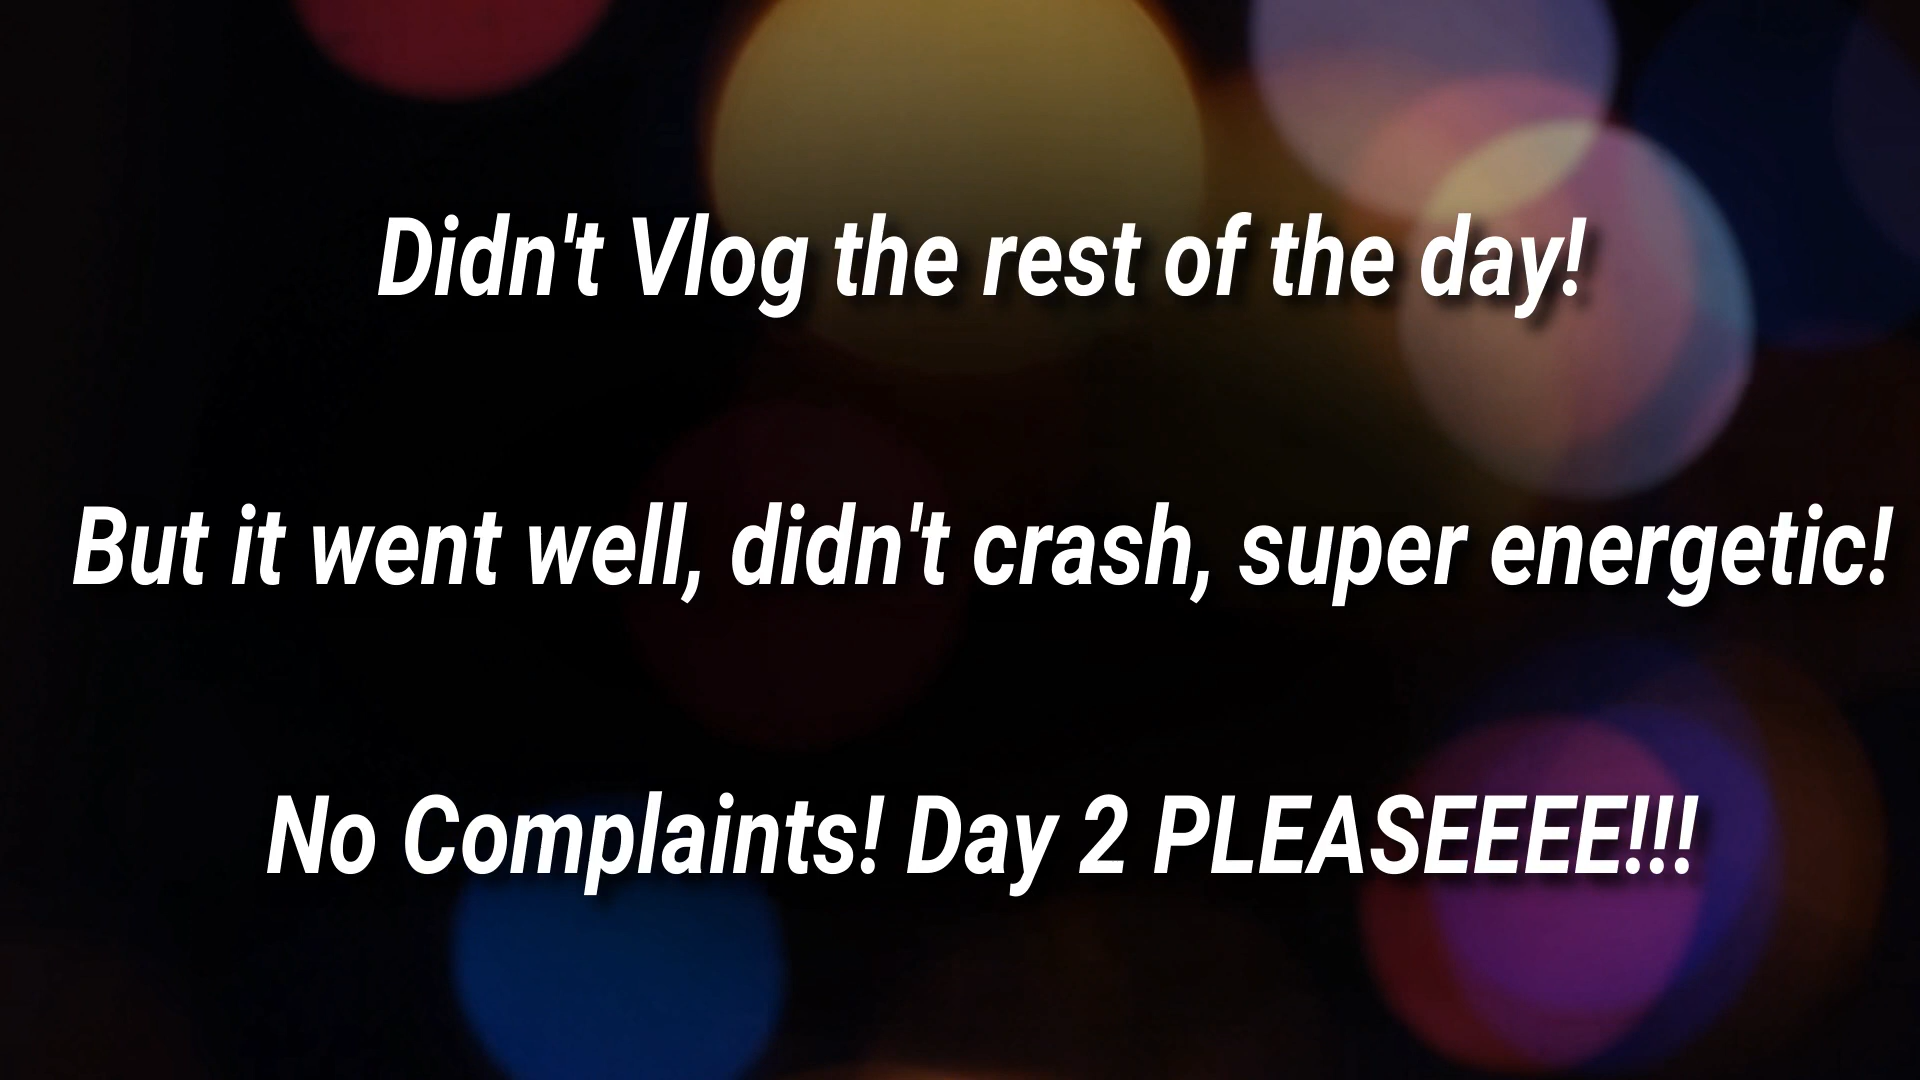 Didn't Vlog the rest of the day!
But it went well, didn't crash, super energetic!
No Complaints! Day 2 PLEASEEEE!!!